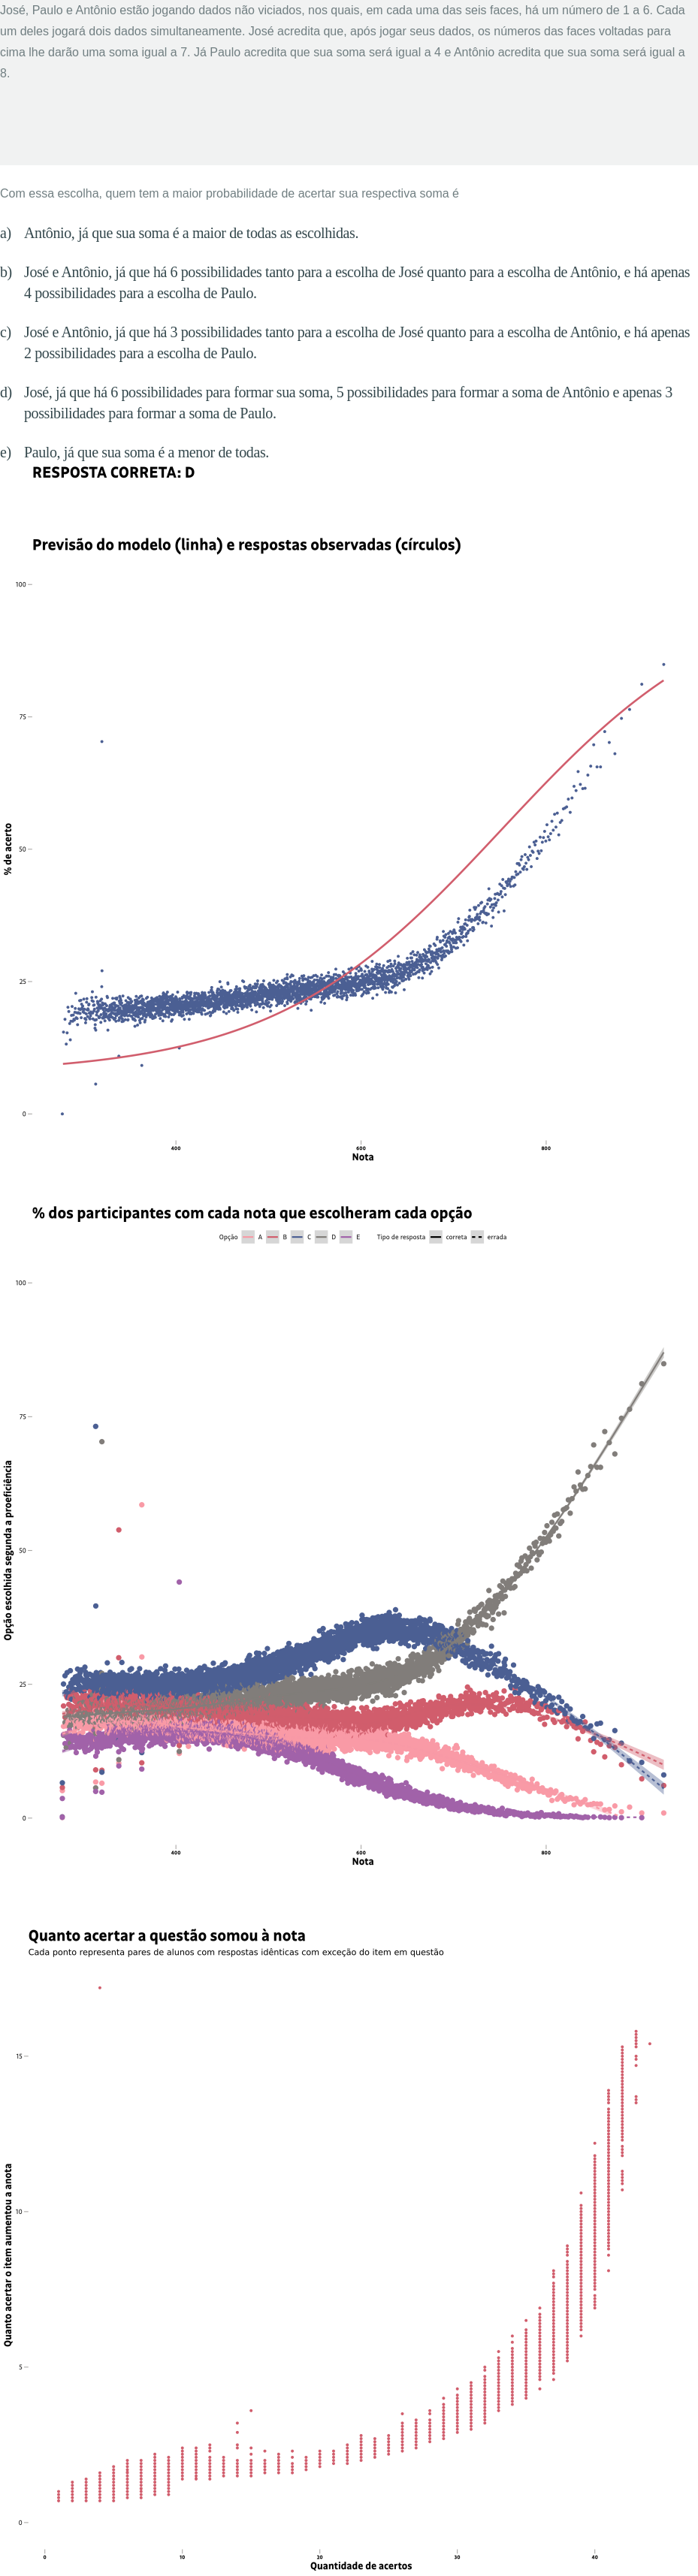 José, Paulo e Antônio estão jogando dados não viciados, nos quais, em cada uma das seis faces, há um número de 1 a 6. Cada
um deles jogará dois dados simultaneamente. José acredita que, após jogar seus dados, os números das faces voltadas para
cima lhe darão uma soma igual a 7. Já Paulo acredita que sua soma será igual a 4 e Antônio acredita que sua soma será igual a
8.
Com essa escolha, quem tem a maior probabilidade de acertar sua respectiva soma é
a) Antônio, já que sua soma é a maior de todas as escolhidas.
b) José e Antônio, já que há 6 possibilidades tanto para a escolha de José quanto para a escolha de Antônio, e há apenas
4 possibilidades para a escolha de Paulo.
c) José e Antônio, já que há 3 possibilidades tanto para a escolha de José quanto para a escolha de Antônio, e há apenas
2 possibilidades para a escolha de Paulo.
d) José, já que há 6 possibilidades para formar sua soma, 5 possibilidades para formar a soma de Antônio e apenas 3
possibilidades para formar a soma de Paulo.
e) Paulo, já que sua soma é a menor de todas.
RESPOSTA CORRETA: D
Previsão do modelo (linha) e respostas observadas (círculos)
100
75
50
25
0
% de acerto
400 600 800
Nota
% dos participantes com cada nota que escolheram cada opção
Opção A B C D E Tipo de resposta correta errada
100
75
50
25
0
Opção escolhida segunda a proeficiência
400 600 800
Nota
Quanto acertar a questão somou à nota
Cada ponto representa pares de alunos com respostas idênticas com exceção do item em questão
15
10
5
0
Quanto acertar o item aumentou a anota
0 10 20 30 40
Quantidade de acertos